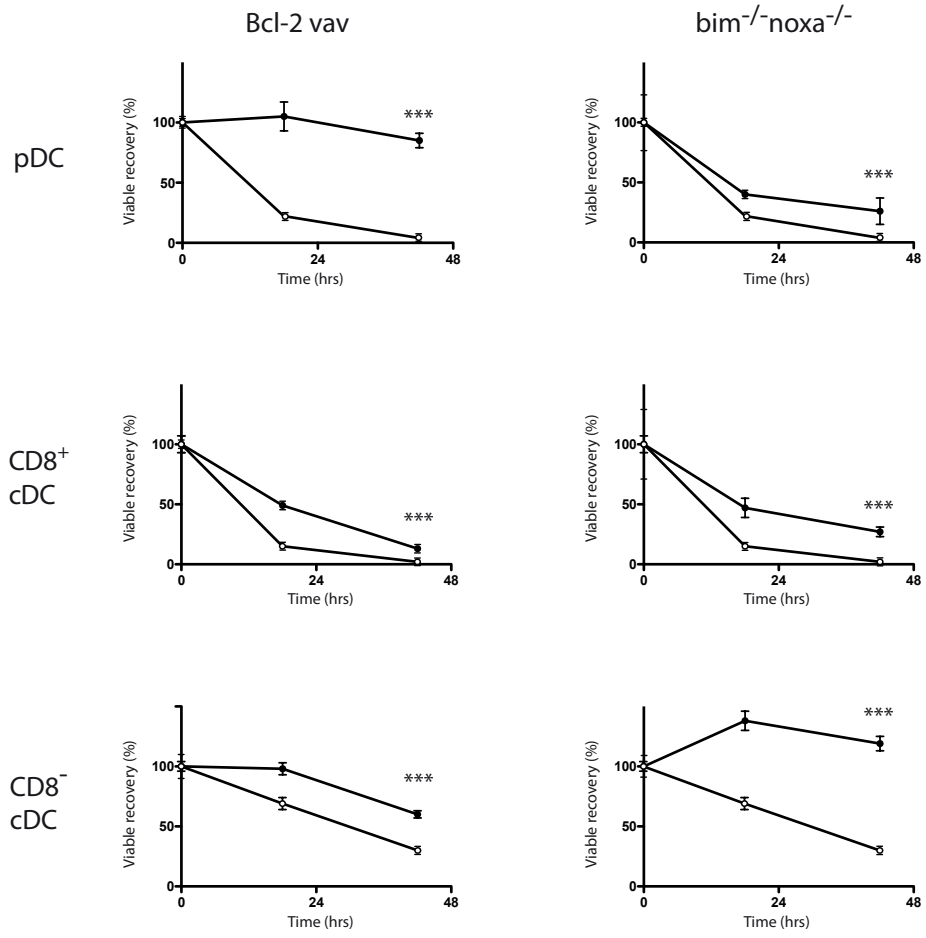 Bcl-2 vav
bim-/-noxa-/-
pDC
Viable recovery (%)
100
50
0
***
0 24 48
Time (hrs)
Viable recovery (%)
100
50
0
***
0 24 48
Time (hrs)
CD8+
cDC
Viable recovery (%)
100
50
0
***
0 24 48
Time (hrs)
Viable recovery (%)
100
50
0
***
0 24 48
Time (hrs)
CD8-
cDC
Viable recovery (%)
100
50
0
***
0 24 48
Time (hrs)
Viable recovery (%)
100
50
0
***
0 24 48
Time (hrs)